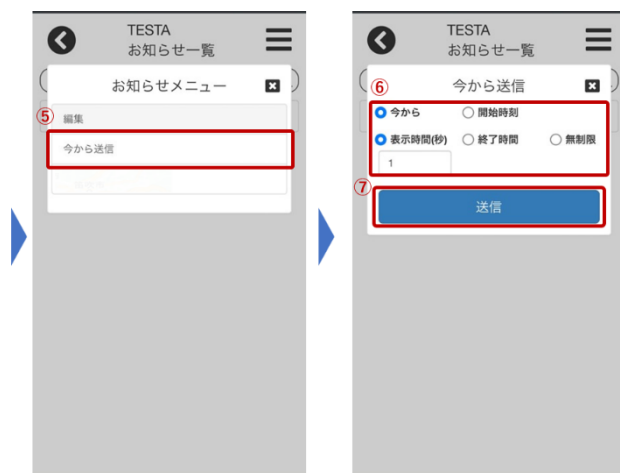 TESTA
お知らせ一覧
お知らせメニュー
⑤
編集
今から送信
TESTA
お知らせ一覧
⑥
今から送信
今から
開始時刻
表示時間(秒)
終了時間
無制限
1
⑦
送信